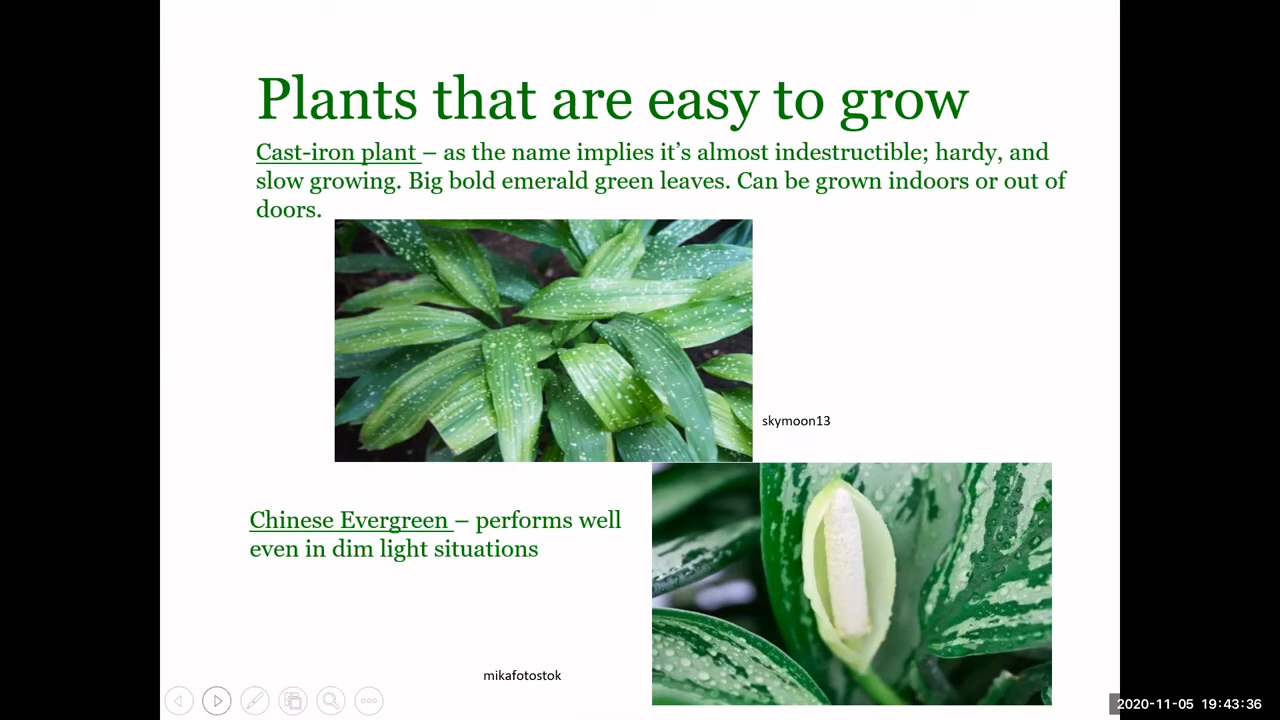 Plants that are easy to grow
Cast-iron plant – as the name implies it’s almost indestructible; hardy, and
slow growing. Big bold emerald green leaves. Can be grown indoors or out of
doors.
skymoon13
Chinese Evergreen – performs well
even in dim light situations
mikafotostok
2020-11-05 19:43:36